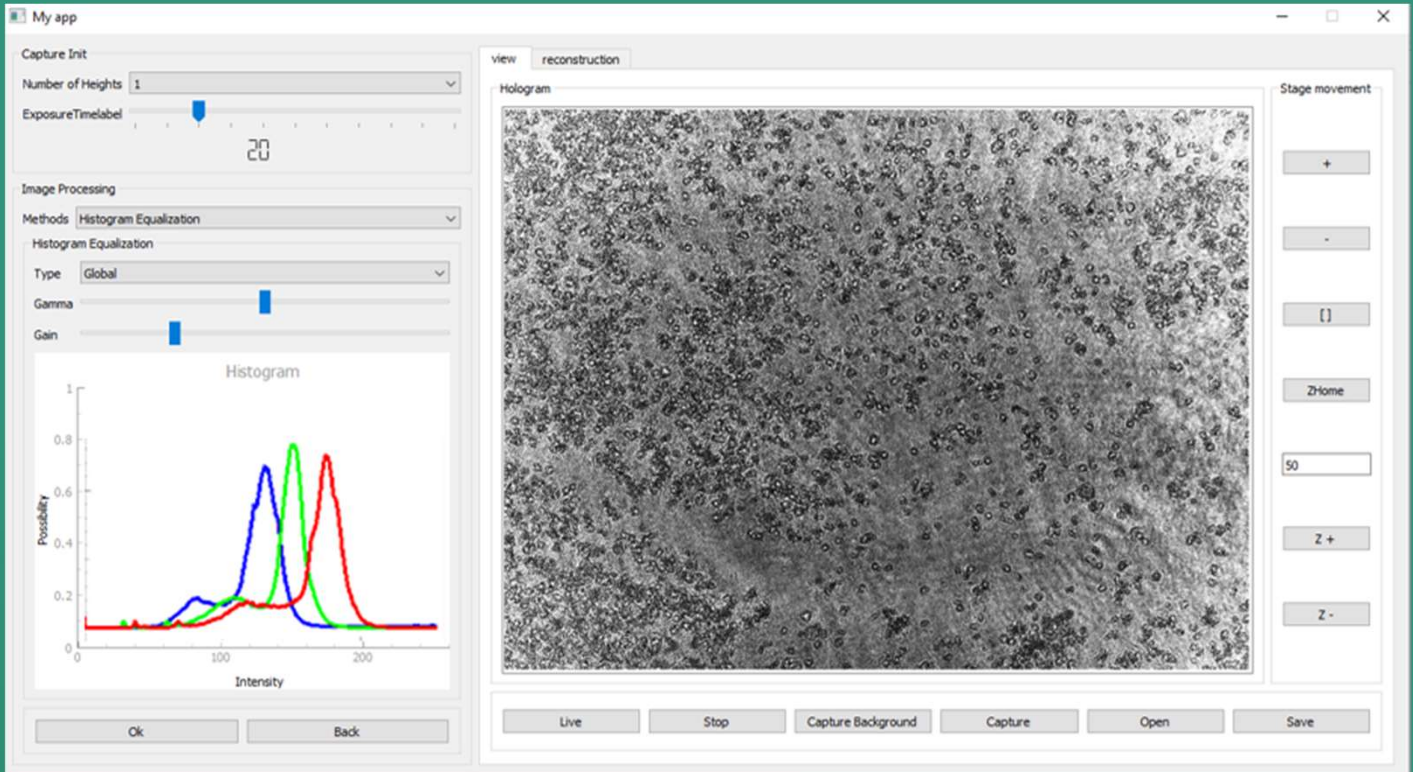 My app
Capture Init
Number of Heights 1
ExposureTimelabel
20
Image Processing
Methods Histogram Equalization
Histogram Equalization
Type Global
Gamma
Gain
Histogram
1
0.8
0.6
0.4
0.2
0
Possibility
0 100 200
Intensity
Ok Back
view reconstruction
Hologram
Stage movement
+
-
[]
ZHome
50
Z +
Z -
Live Stop Capture Background Capture Open Save